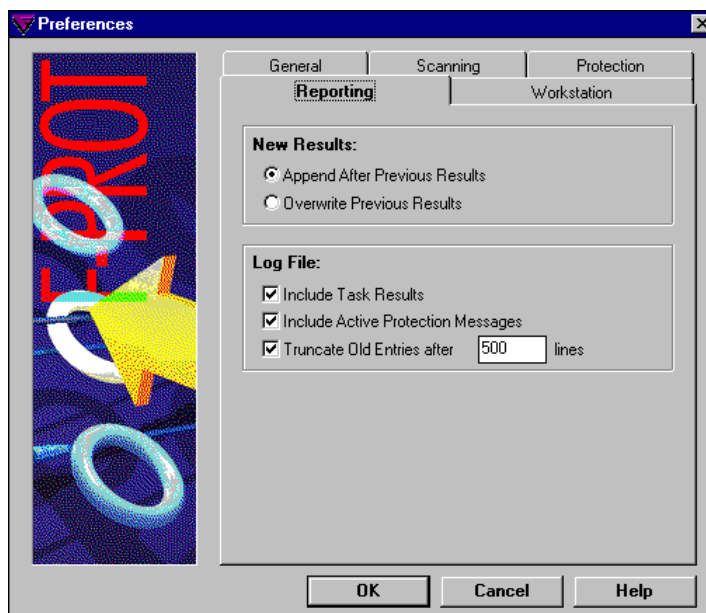 Preferences
F-PROT
General Scanning Protection
Reporting Workstation
New Results:
Append After Previous Results
Overwrite Previous Results
Log File:
Include Task Results
Include Active Protection Messages
Truncate Old Entries after 500 lines
OK Cancel Help